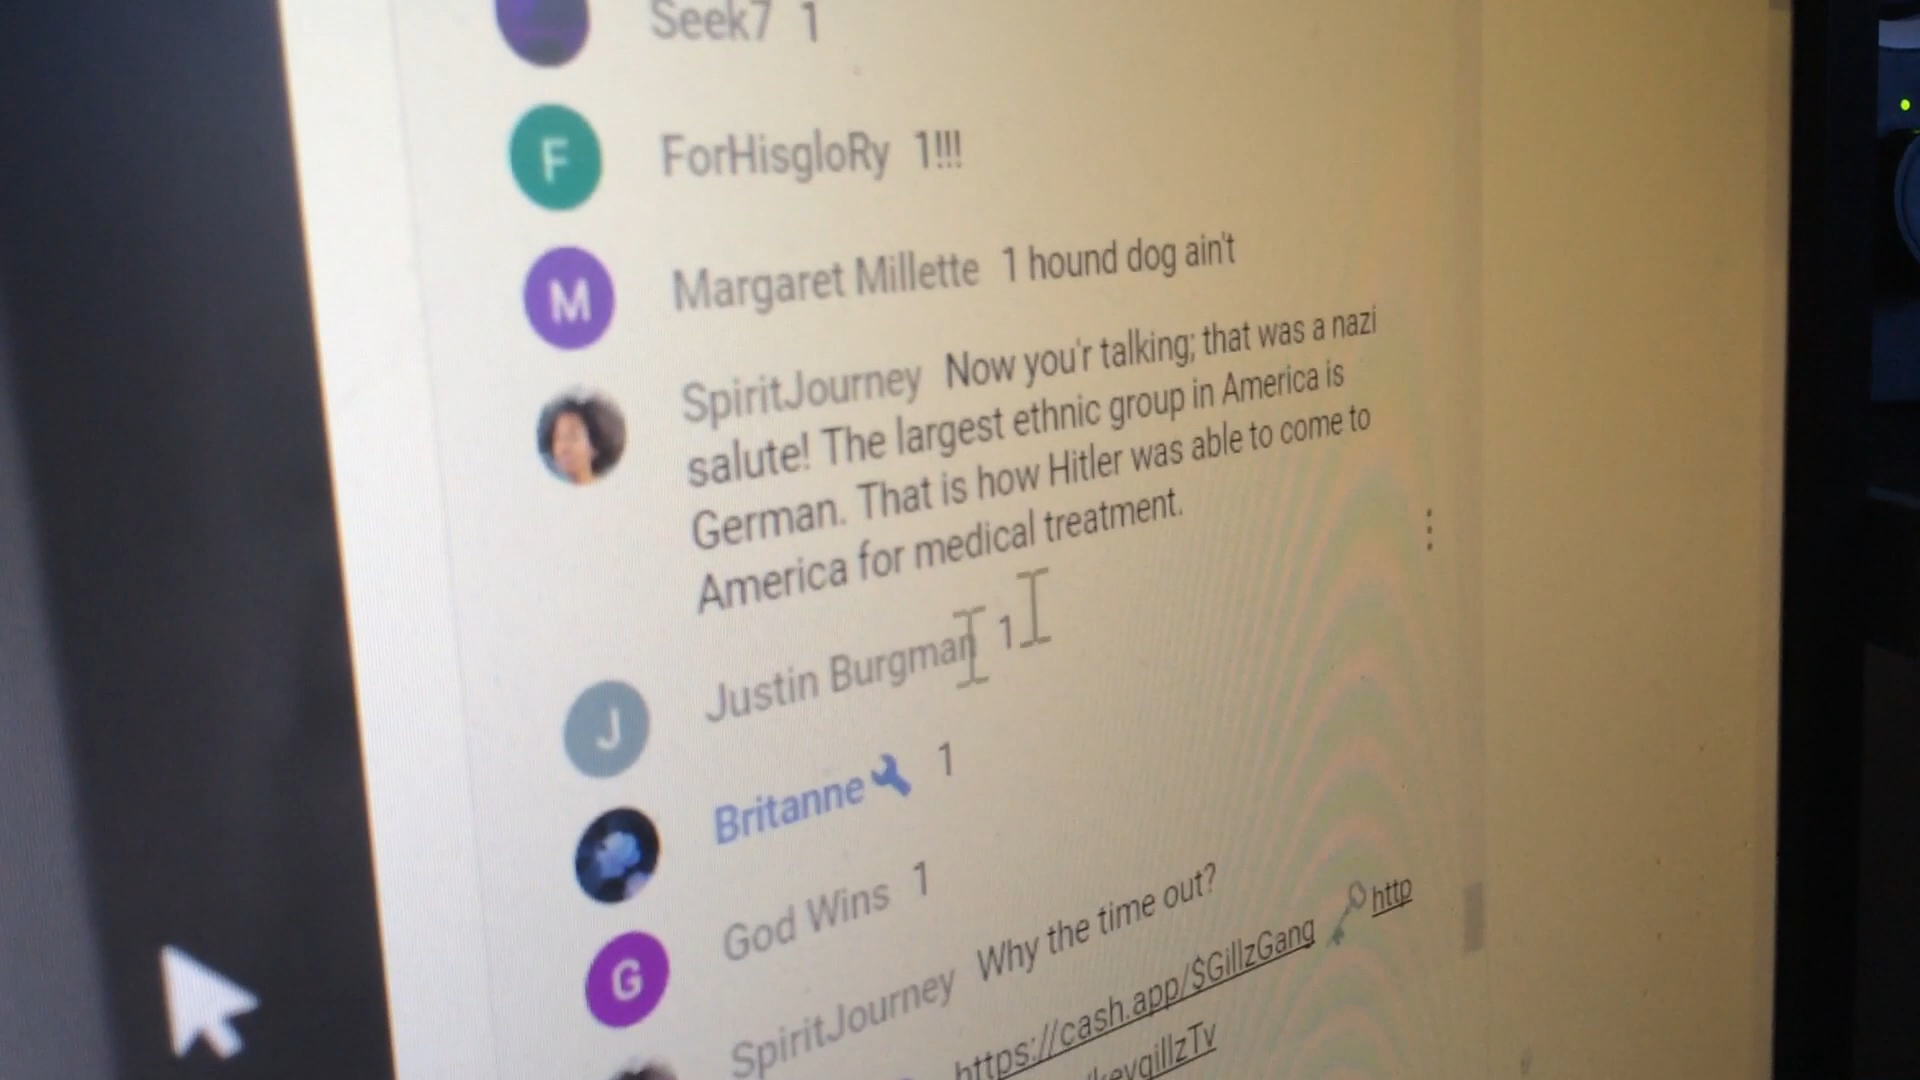 Seek7 1
F
ForHisgloRy 1!!!
M
Margaret Millette 1 hound dog ain't
SpiritJourney Now you'r talking; that was a nazi
salute! The largest ethnic group in America is
German. That is how Hitler was able to come to
America for medical treatment.
J
Justin Burgman 1
Britanne 1
G
God Wins 1
SpiritJourney Why the time out?
https://cash.app/$GillzGang http